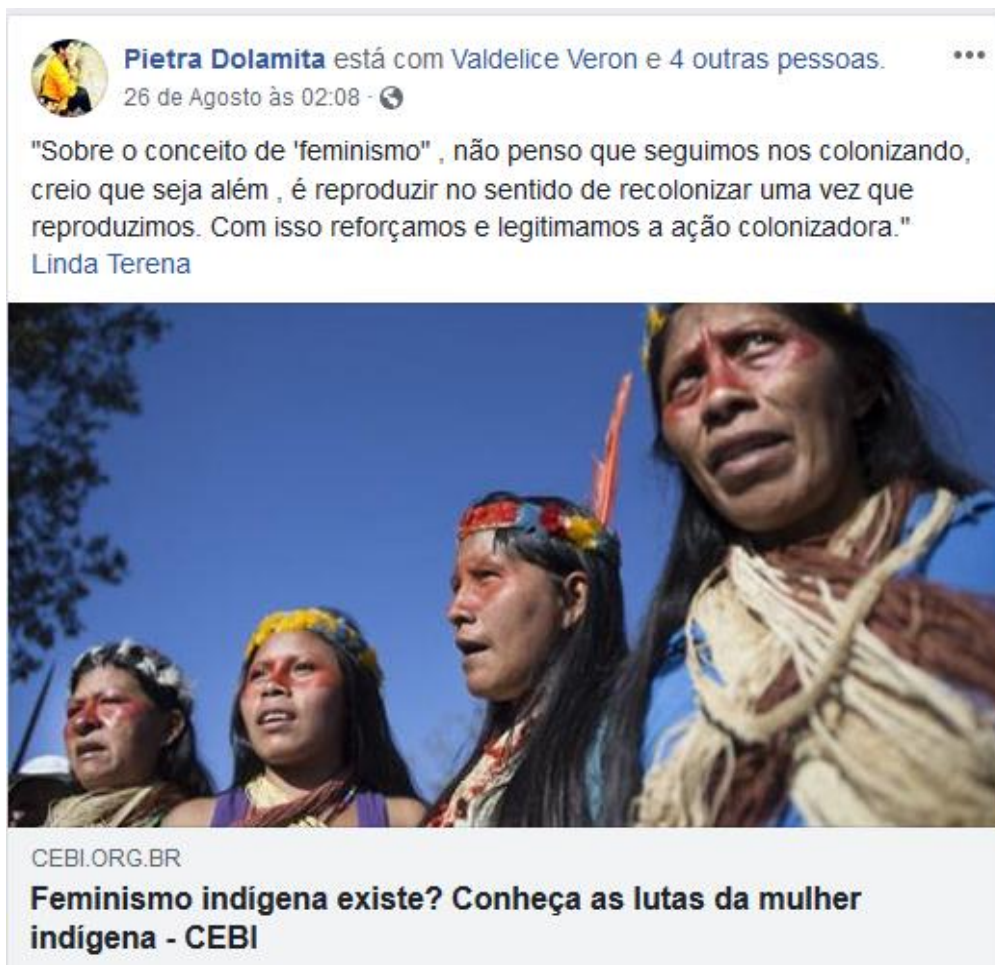 Pietra Dolamita está com Valdelice Veron e 4 outras pessoas.
26 de Agosto às 02:08 ·
"Sobre o conceito de 'feminismo" , não penso que seguimos nos colonizando,
creio que seja além , é reproduzir no sentido de recolonizar uma vez que
reproduzimos. Com isso reforçamos e legitimamos a ação colonizadora."
Linda Terena
CEBI.ORG.BR
Feminismo indígena existe? Conheça as lutas da mulher
indígena - CEBI